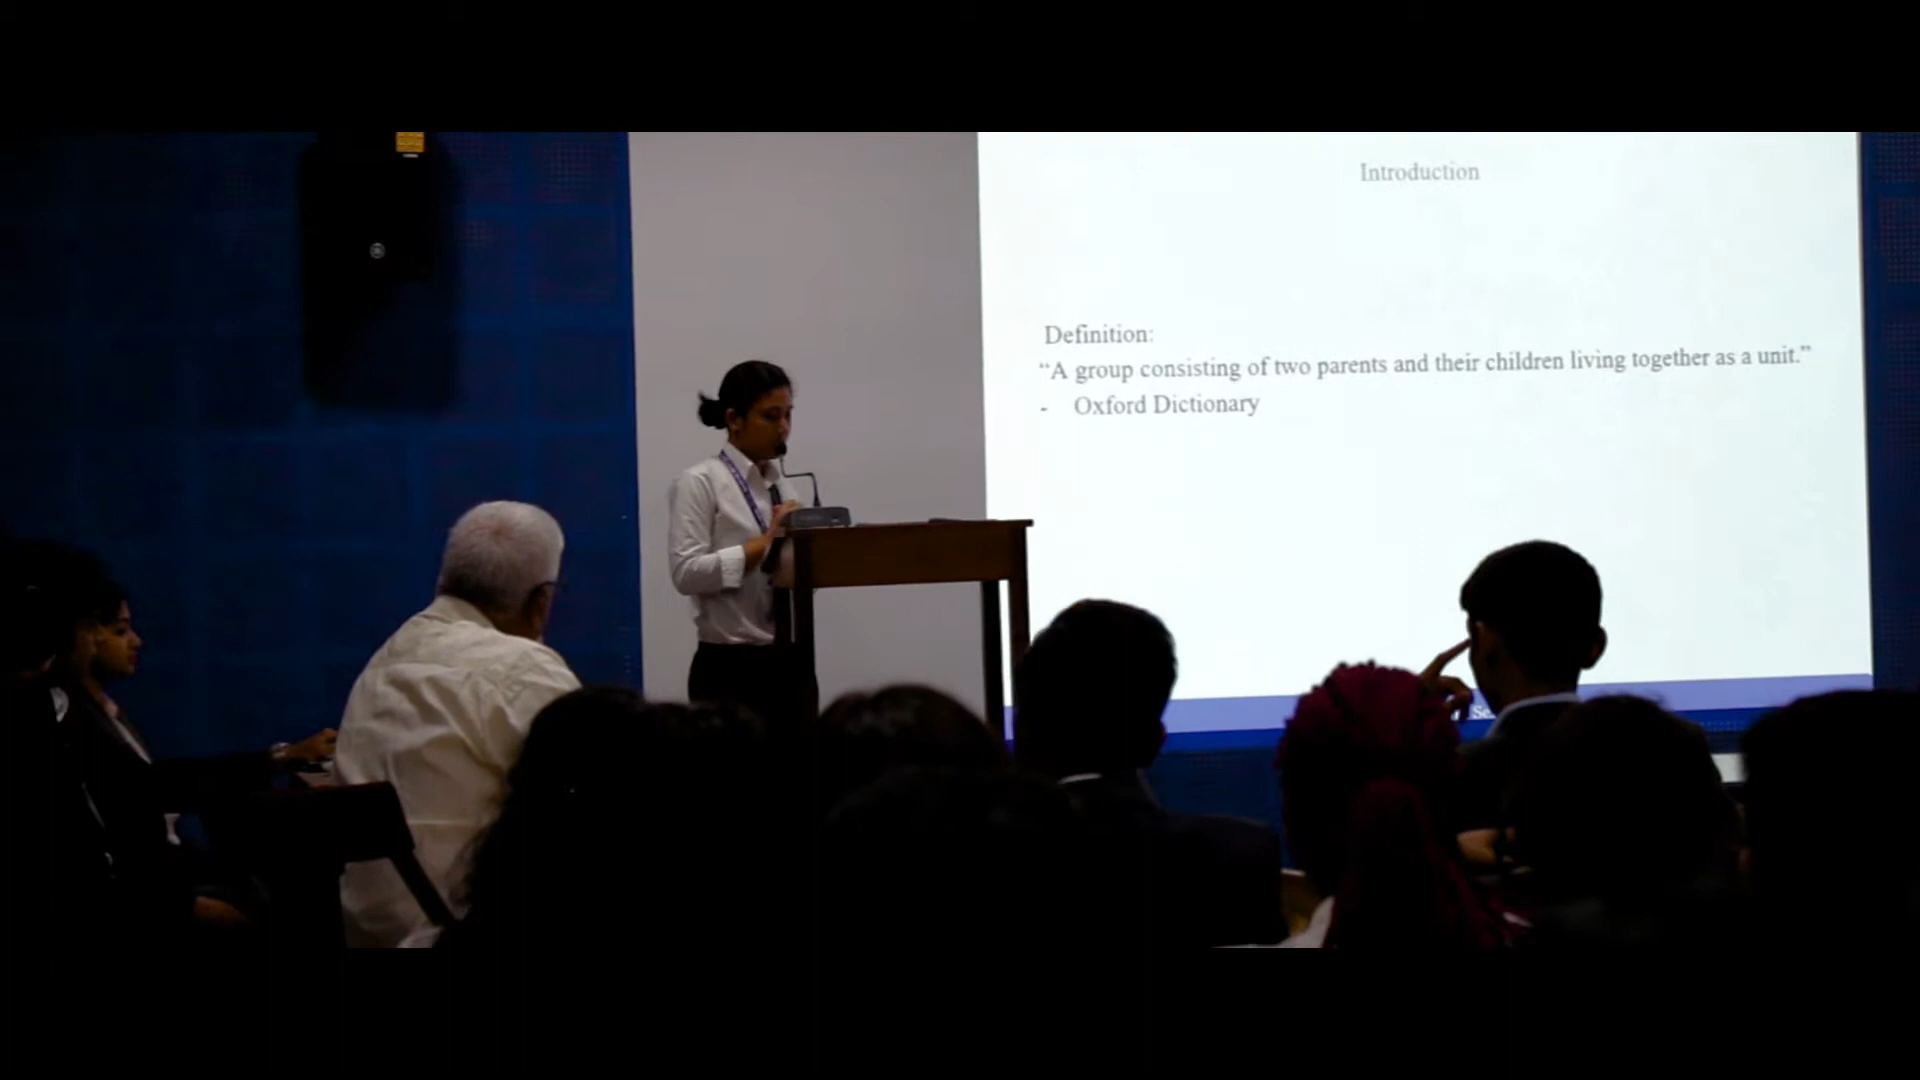 Introduction
Definition:
“A group consisting of two parents and their children living together as a unit.”
- Oxford Dictionary